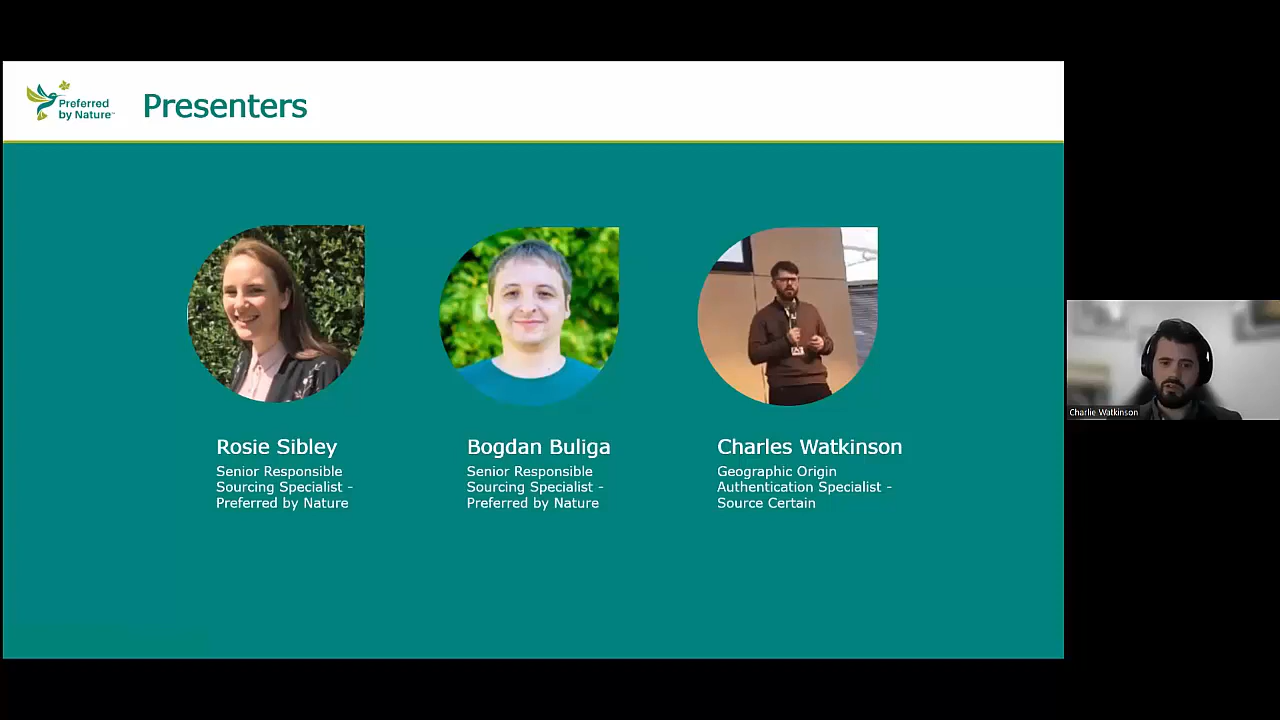 Preferred
by Nature™
Presenters
Rosie Sibley
Senior Responsible
Sourcing Specialist -
Preferred by Nature
Bogdan Buliga
Senior Responsible
Sourcing Specialist -
Preferred by Nature
Charles Watkinson
Geographic Origin
Authentication Specialist -
Source Certain
Charlie Watkinson